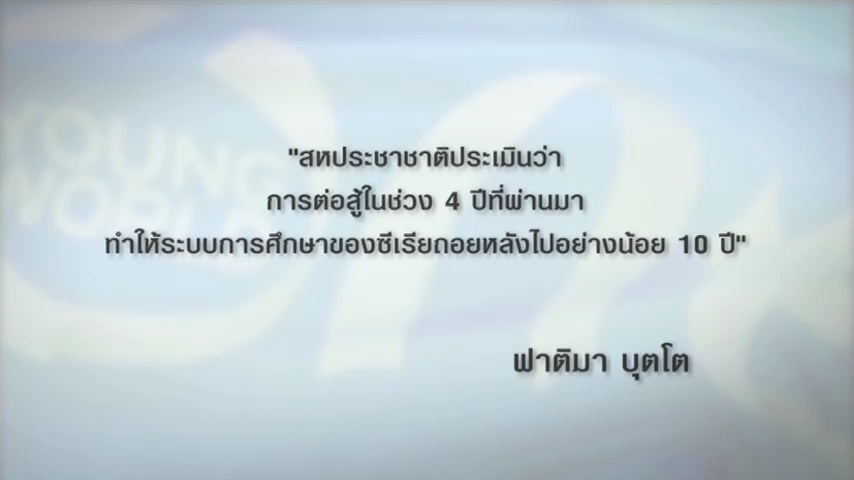 YOUNG
WORLD
"สหประชาชาติประเมินว่า
การต่อสู้ในช่วง 4 ปีที่ผ่านมา
ทำให้ระบบการศึกษาของซีเรียถอยหลังไปอย่างน้อย 10 ปี"
ฟาติมา บุตโต